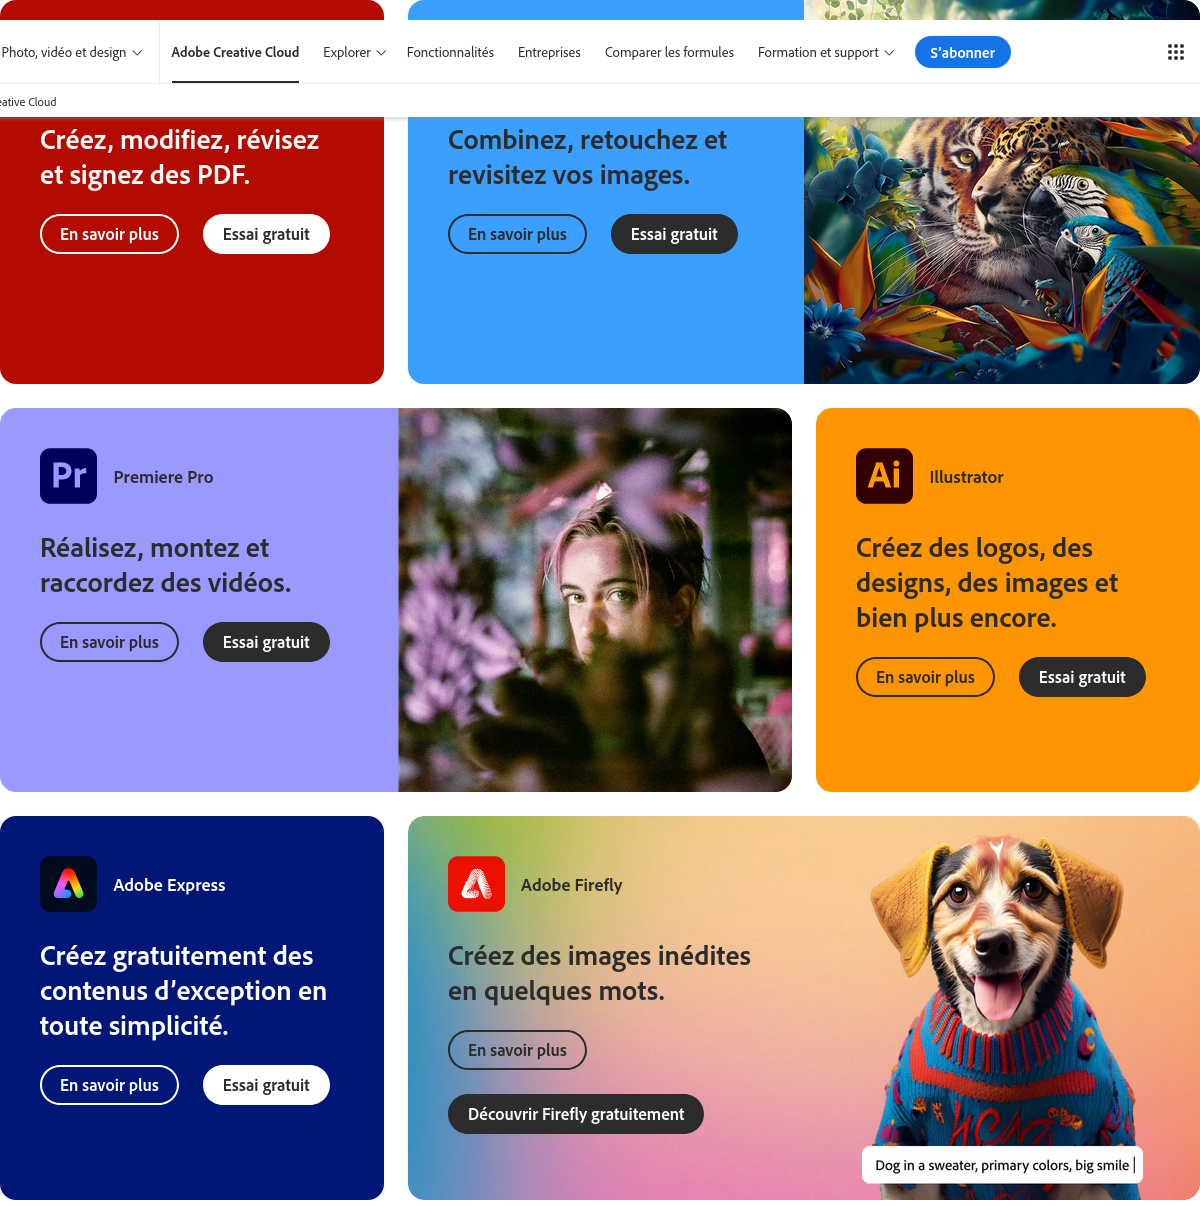 Photo, vidéo et design
Adobe Creative Cloud
Explorer
Fonctionnalités
Entreprises
Comparer les formules
Formation et support
S'abonner
Cloud
Créez, modifiez, révisez
et signez des PDF.
En savoir plus
Essai gratuit
Combinez, retouchez et
revisitez vos images.
En savoir plus
Essai gratuit
Pr
Premiere Pro
Réalisez, montez et
raccordez des vidéos.
En savoir plus
Essai gratuit
Ai
Illustrator
Créez des logos, des
designs, des images et
bien plus encore.
En savoir plus
Essai gratuit
Adobe Express
Créez gratuitement des
contenus d’exception en
toute simplicité.
En savoir plus
Essai gratuit
Adobe Firefly
Créez des images inédites
en quelques mots.
En savoir plus
Découvrir Firefly gratuitement
Dog in a sweater, primary colors, big smile